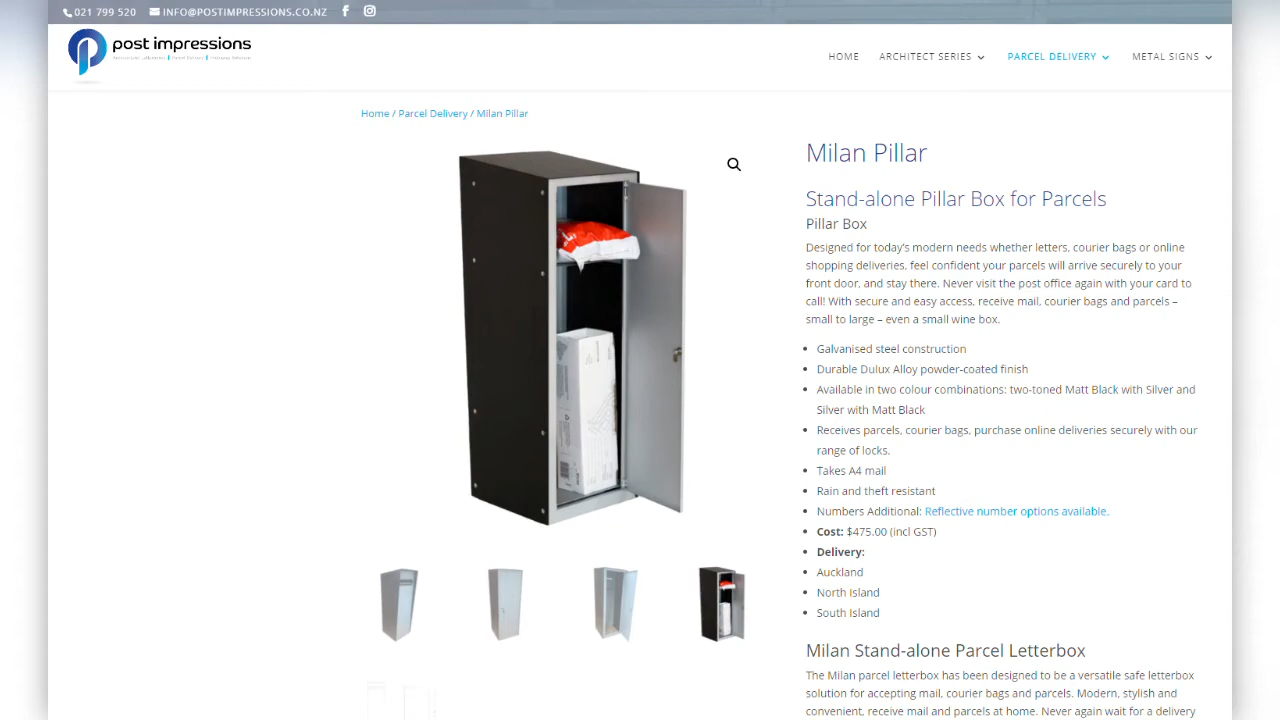 021 799 520 INFO@POSTIMPRESSIONS.CO.NZ
post impressions
HOME ARCHITECT SERIES PARCEL DELIVERY METAL SIGNS
Home / Parcel Delivery / Milan Pillar
Milan Pillar
Stand-alone Pillar Box for Parcels
Pillar Box
Designed for today's modern needs whether letters, courier bags or online
shopping deliveries, feel confident your parcels will arrive securely to your
front door, and stay there. Never visit the post office again with your card to
call! With secure and easy access, receive mail, courier bags and parcels –
small to large – even a small wine box.
• Galvanised steel construction
• Durable Dulux Alloy powder-coated finish
• Available in two colour combinations: two-toned Matt Black with Silver and
Silver with Matt Black
• Receives parcels, courier bags, purchase online deliveries securely with our
range of locks.
• Takes A4 mail
• Rain and theft resistant
• Numbers Additional: Reflective number options available.
• Cost: $475.00 (incl GST)
• Delivery:
• Auckland
• North Island
• South Island
Milan Stand-alone Parcel Letterbox
The Milan parcel letterbox has been designed to be a versatile safe letterbox
solution for accepting mail, courier bags and parcels. Modern, stylish and
convenient, receive mail and parcels at home. Never again wait for a delivery